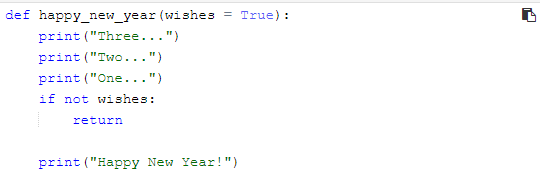 def happy_new_year(wishes = True):
    print("Three...")
    print("Two...")
    print("One...")
    if not wishes:
        return

    print("Happy New Year!")